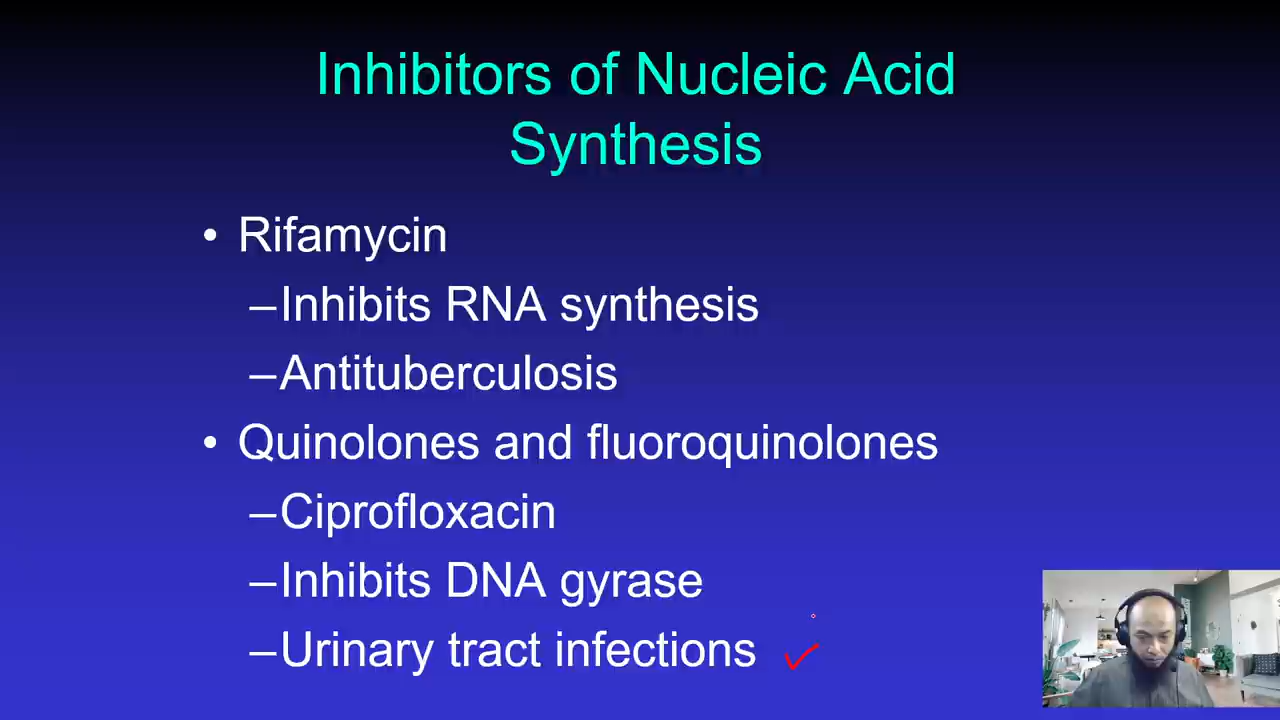 Inhibitors of Nucleic Acid
Synthesis
• Rifamycin
–Inhibits RNA synthesis
–Antituberculosis
• Quinolones and fluoroquinolones
–Ciprofloxacin
–Inhibits DNA gyrase
–Urinary tract infections